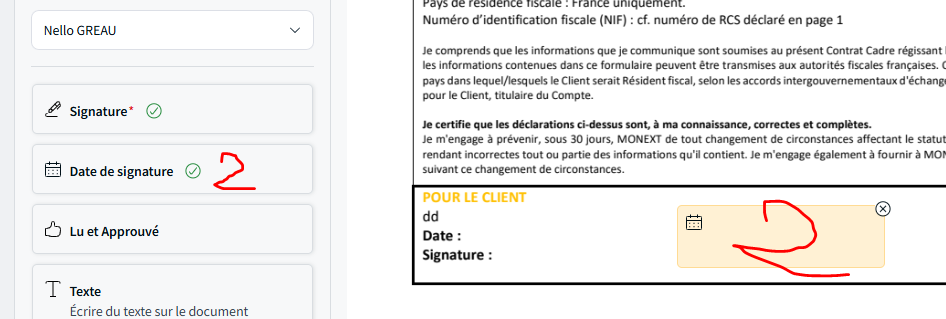 Nello GREAU
Signature*
Date de signature 2
Lu et Approuvé
Texte
Écrire du texte sur le document
Pays de résidence fiscale : France uniquement.
Numéro d'identification fiscale (NIF) : cf. numéro de RCS déclaré en page 1
Je comprends que les informations que je communique sont soumises au présent Contrat Cadre régissant
les informations contenues dans ce formulaire peuvent être transmises aux autorités fiscales françaises.
pays dans lequel/lesquels le Client serait Résident fiscal, selon les accords intergouvernementaux d'échang
pour le Client, titulaire du Compte.
Je certifie que les déclarations ci-dessus sont, à ma connaissance, correctes et complètes.
Je m'engage à prévenir, sous 30 jours, MONEXT de tout changement de circonstances affectant le statut
rendant incorrectes tout ou partie des informations qu'il contient. Je m'engage également à fournir à MON
suivant ce changement de circonstances.
POUR LE CLIENT
dd
Date :
Signature :
2